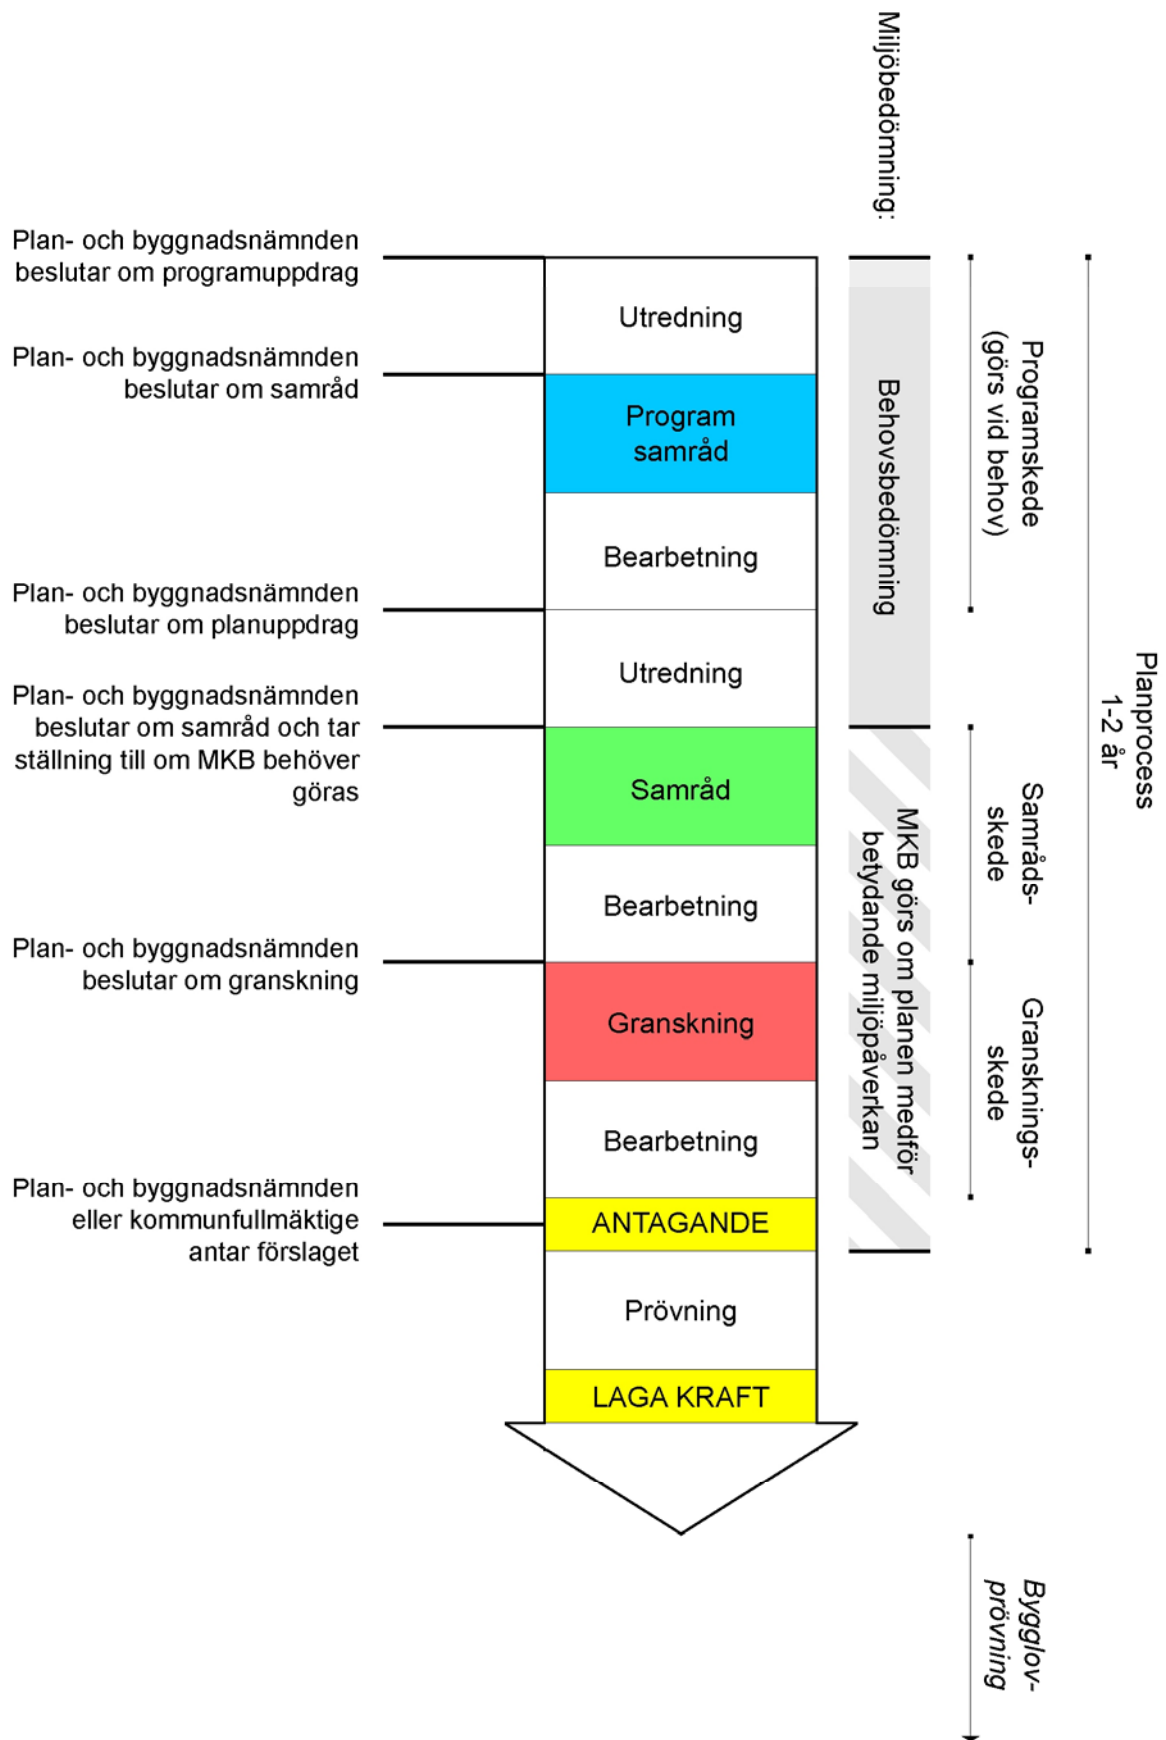 Miljöbedömning:
Plan- och byggnadsnämnden
beslutar om programuppdrag
Plan- och byggnadsnämnden
beslutar om samråd
Plan- och byggnadsnämnden
beslutar om planuppdrag
Plan- och byggnadsnämnden
beslutar om samråd och tar
ställning till om MKB behöver
göras
Plan- och byggnadsnämnden
beslutar om granskning
Plan- och byggnadsnämnden
eller kommunfullmäktige
antar förslaget
Utredning
Program
samråd
Bearbetning
Utredning
Samråd
Bearbetning
Granskning
Bearbetning
ANTAGANDE
Prövning
LAGA KRAFT
Behovsbedömning
MKB görs om planen medför
betydande miljöpåverkan
Programskede
(görs vid behov)
Samråds-
skede
Gransknings-
skede
Planprocess
1-2 år
Bygglov-
prövning